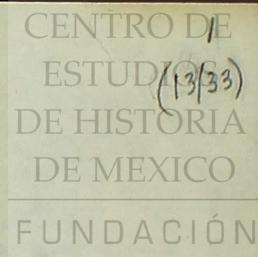 CENTRO DE
1
ESTUDIOS
(13/33)
DE HISTORIA
DE MEXICO
FUNDACIÓN